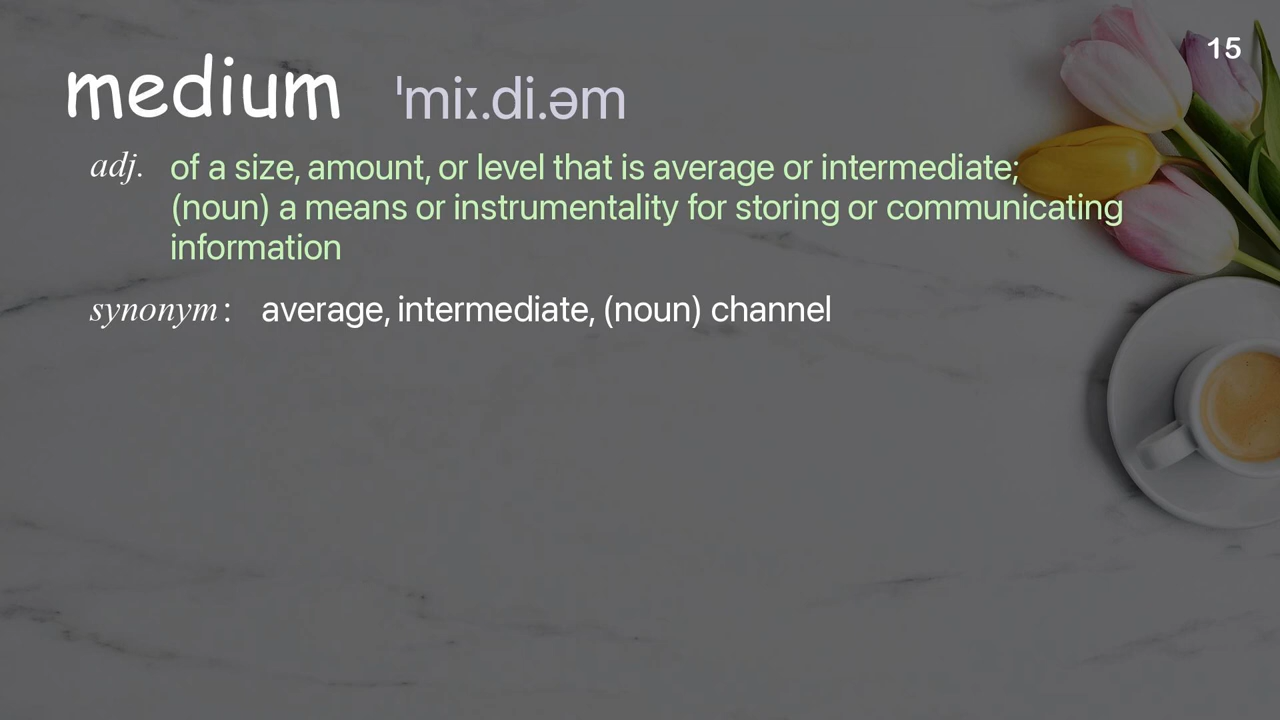 15
medium ˈmiː.di.əm
adj. of a size, amount, or level that is average or intermediate;
(noun) a means or instrumentality for storing or communicating
information
synonym: average, intermediate, (noun) channel